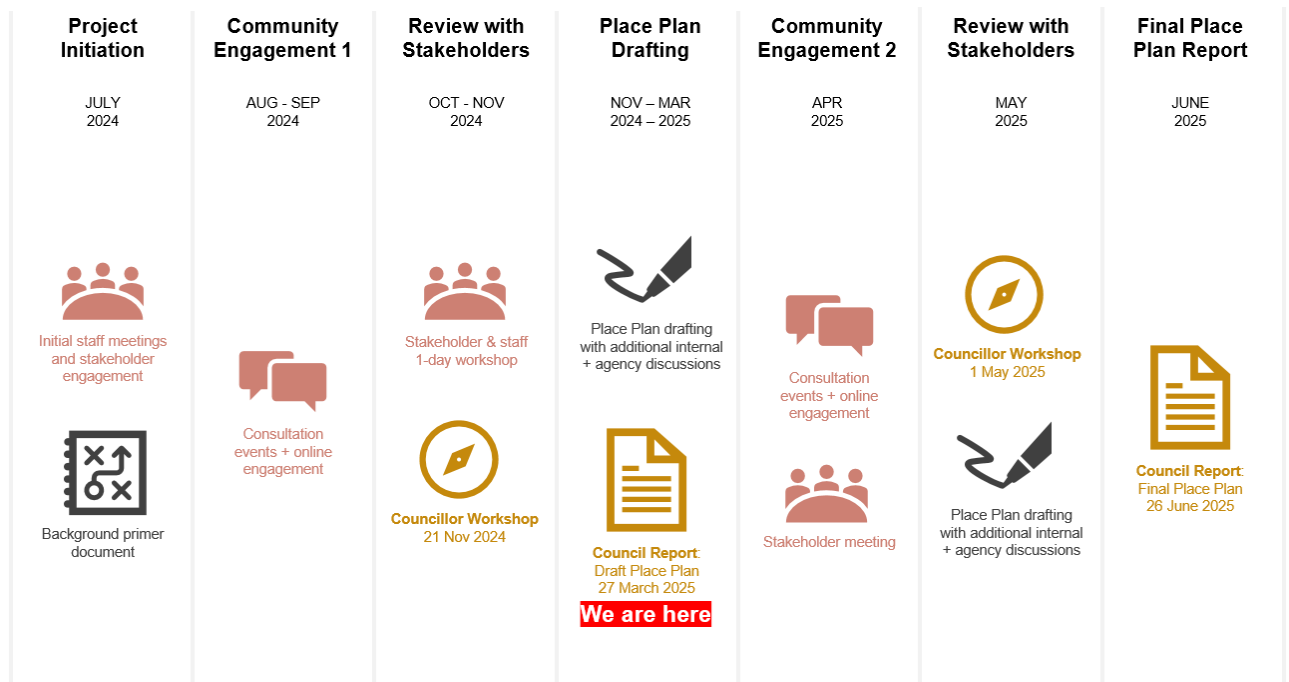 Project
Initiation
JULY
2024
Initial staff meetings
and stakeholder
engagement
Background primer
document
Community
Engagement 1
AUG - SEP
2024
Consultation
events + online
engagement
Review with
Stakeholders
OCT - NOV
2024
Stakeholder & staff
1-day workshop
Councillor Workshop
21 Nov 2024
Place Plan
Drafting
NOV – MAR
2024 – 2025
Place Plan drafting
with additional internal
+ agency discussions
Council Report:
Draft Place Plan
27 March 2025
We are here
Community
Engagement 2
APR
2025
Consultation
events + online
engagement
Stakeholder meeting
Review with
Stakeholders
MAY
2025
Councillor Workshop
1 May 2025
Place Plan drafting
with additional internal
+ agency discussions
Final Place
Plan Report
JUNE
2025
Council Report:
Final Place Plan
26 June 2025